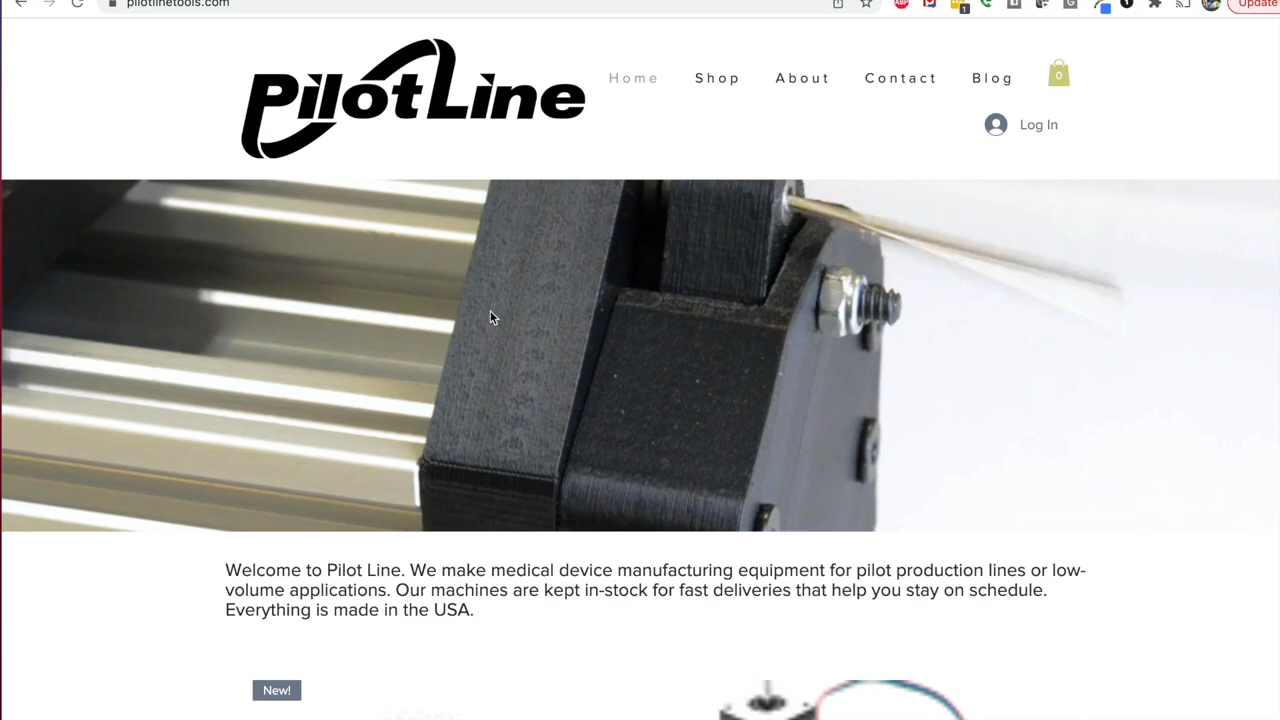 pilotlinetools.com
Update
PilotLine
Home Shop About Contact Blog
0
Log In
Welcome to Pilot Line. We make medical device manufacturing equipment for pilot production lines or low-
volume applications. Our machines are kept in-stock for fast deliveries that help you stay on schedule.
Everything is made in the USA.
New!